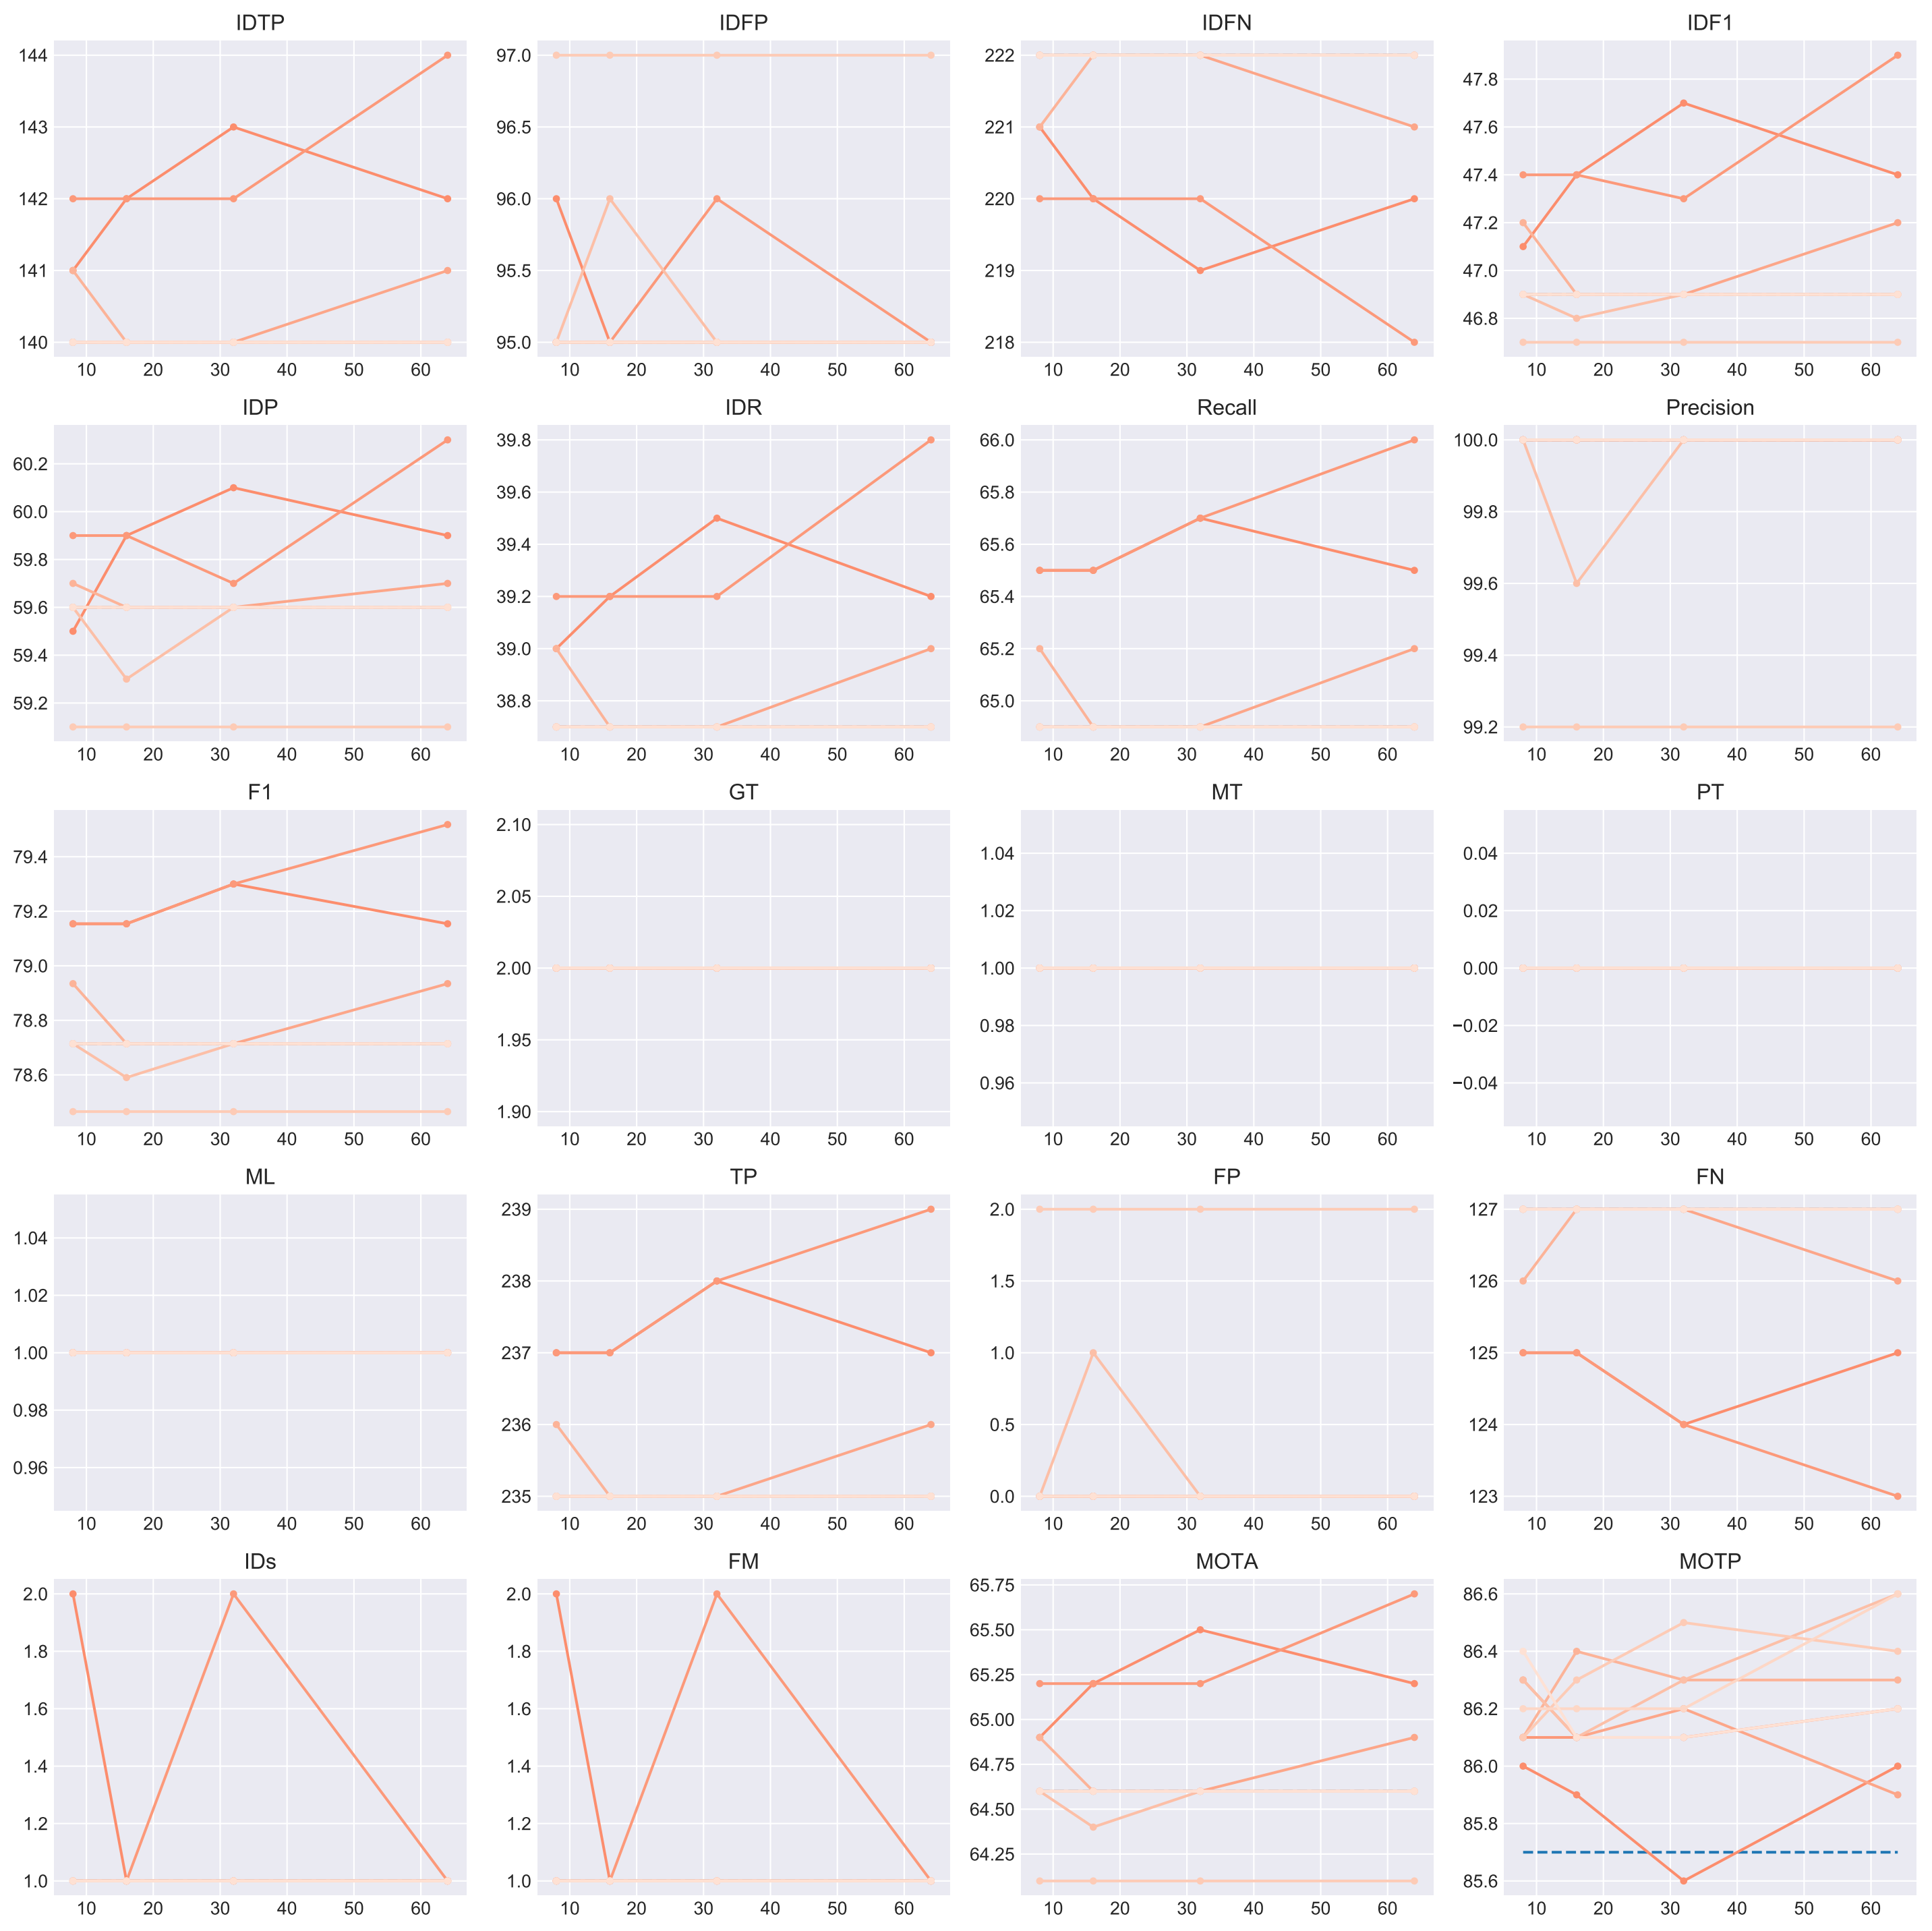 IDTP IDFP IDFN IDF1
144 97.0 222 47.8
143 96.5 221 47.6
142 96.0 220 47.4
141 95.5 219 47.2
140 95.0 218 47.0
46.8
10 20 30 40 50 60 10 20 30 40 50 60 10 20 30 40 50 60 10 20 30 40 50 60
IDP IDR Recall Precision
60.2 39.8 66.0 100.0
60.0 39.6 65.8 99.8
59.8 39.4 65.6 99.6
59.6 39.2 65.4 99.4
59.4 39.0 65.2 99.2
59.2 38.8 65.0
10 20 30 40 50 60 10 20 30 40 50 60 10 20 30 40 50 60 10 20 30 40 50 60
F1 GT MT PT
79.4 2.10 1.04 0.04
79.2 2.05 1.02 0.02
79.0 2.00 1.00 0.00
78.8 1.95 0.98 −0.02
78.6 1.90 0.96 −0.04
10 20 30 40 50 60 10 20 30 40 50 60 10 20 30 40 50 60 10 20 30 40 50 60
ML TP FP FN
1.04 239 2.0 127
1.02 238 1.5 126
1.00 237 1.0 125
0.98 236 0.5 124
0.96 235 0.0 123
10 20 30 40 50 60 10 20 30 40 50 60 10 20 30 40 50 60 10 20 30 40 50 60
IDs FM MOTA MOTP
2.0 2.0 65.75 86.6
1.8 1.8 65.50 86.4
1.6 1.6 65.25 86.2
1.4 1.4 65.00 86.0
1.2 1.2 64.75 85.8
1.0 1.0 64.50 85.6
64.25
10 20 30 40 50 60 10 20 30 40 50 60 10 20 30 40 50 60 10 20 30 40 50 60